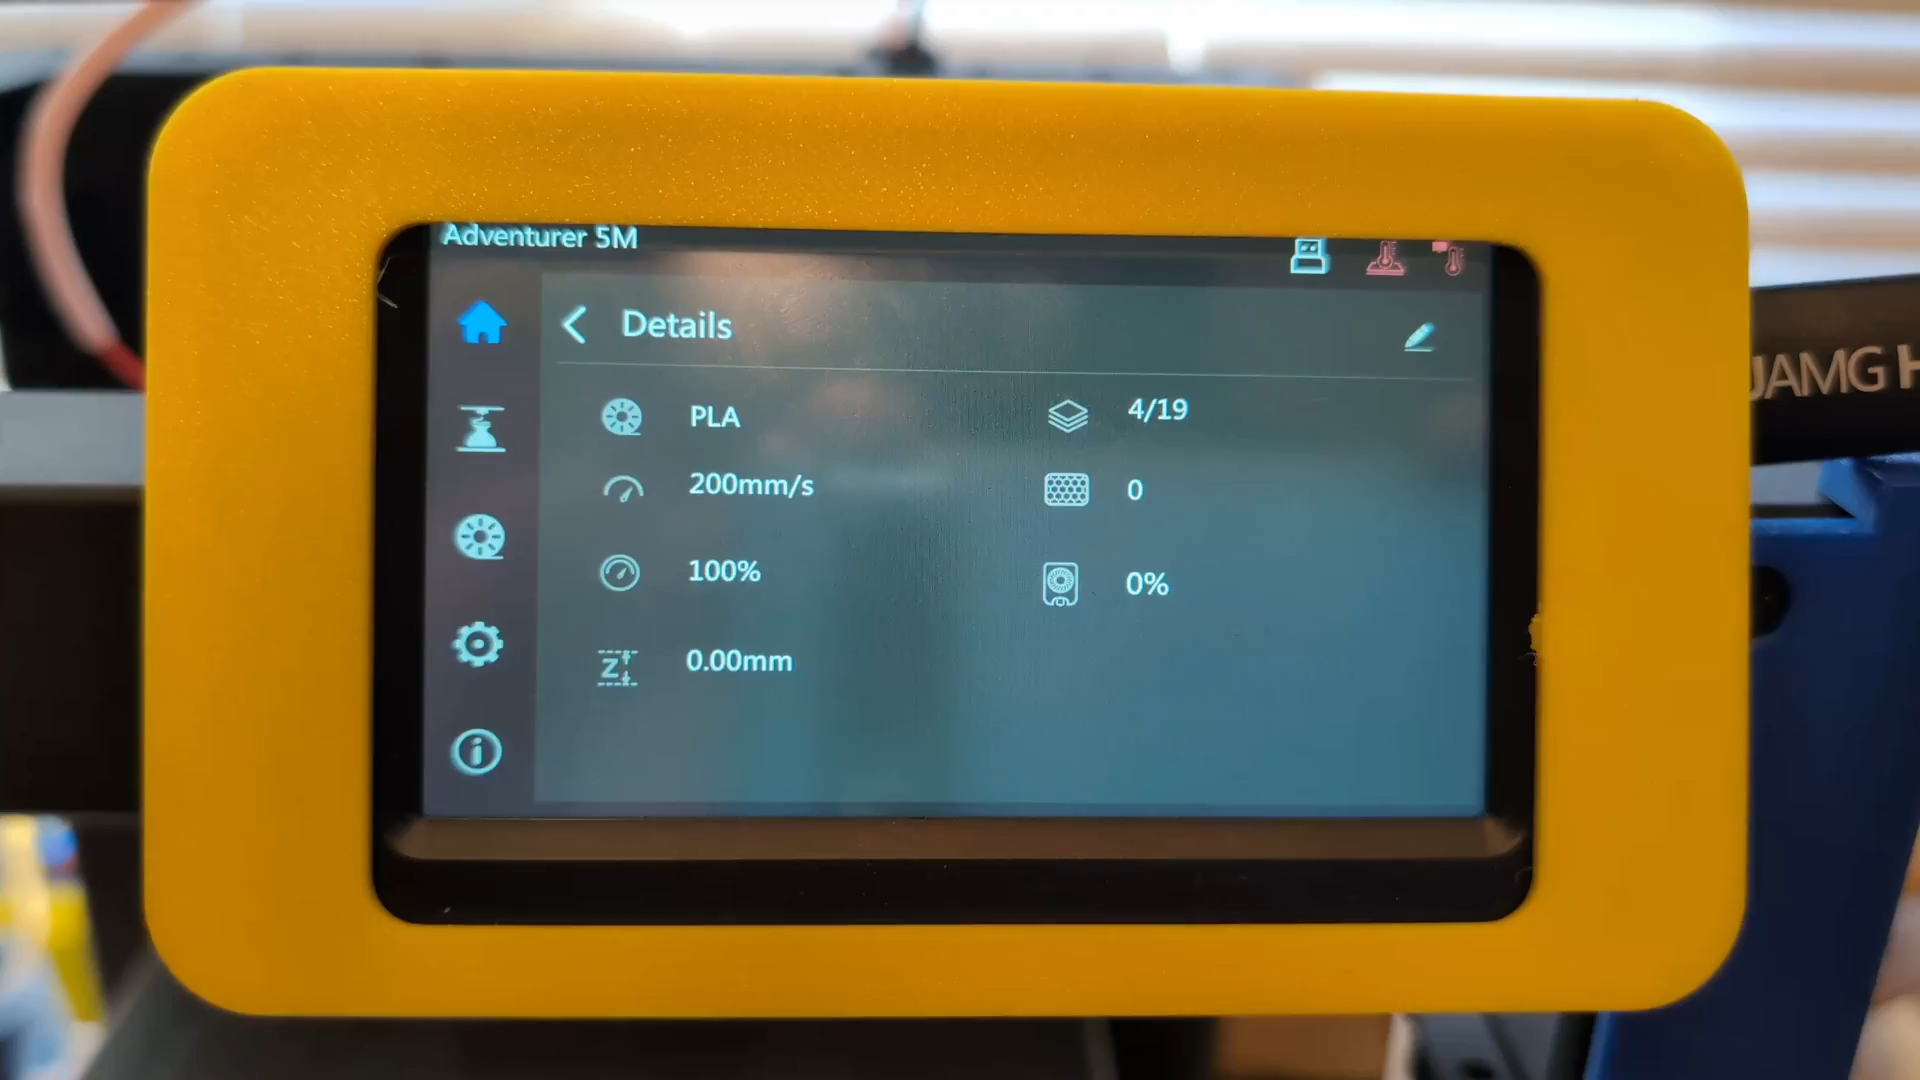 Adventurer 5M
Details
PLA
4/19
200mm/s
0
100%
0%
Z
0.00mm
JAMG H